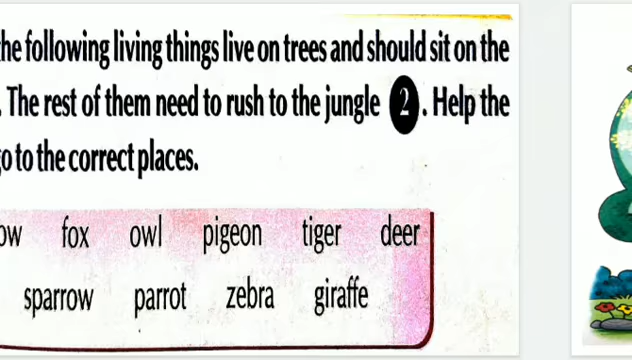 the following living things live on trees and should sit on the
. The rest of them need to rush to the jungle 2. Help the
go to the correct places.
fox owl pigeon tiger deer
sparrow parrot zebra giraffe